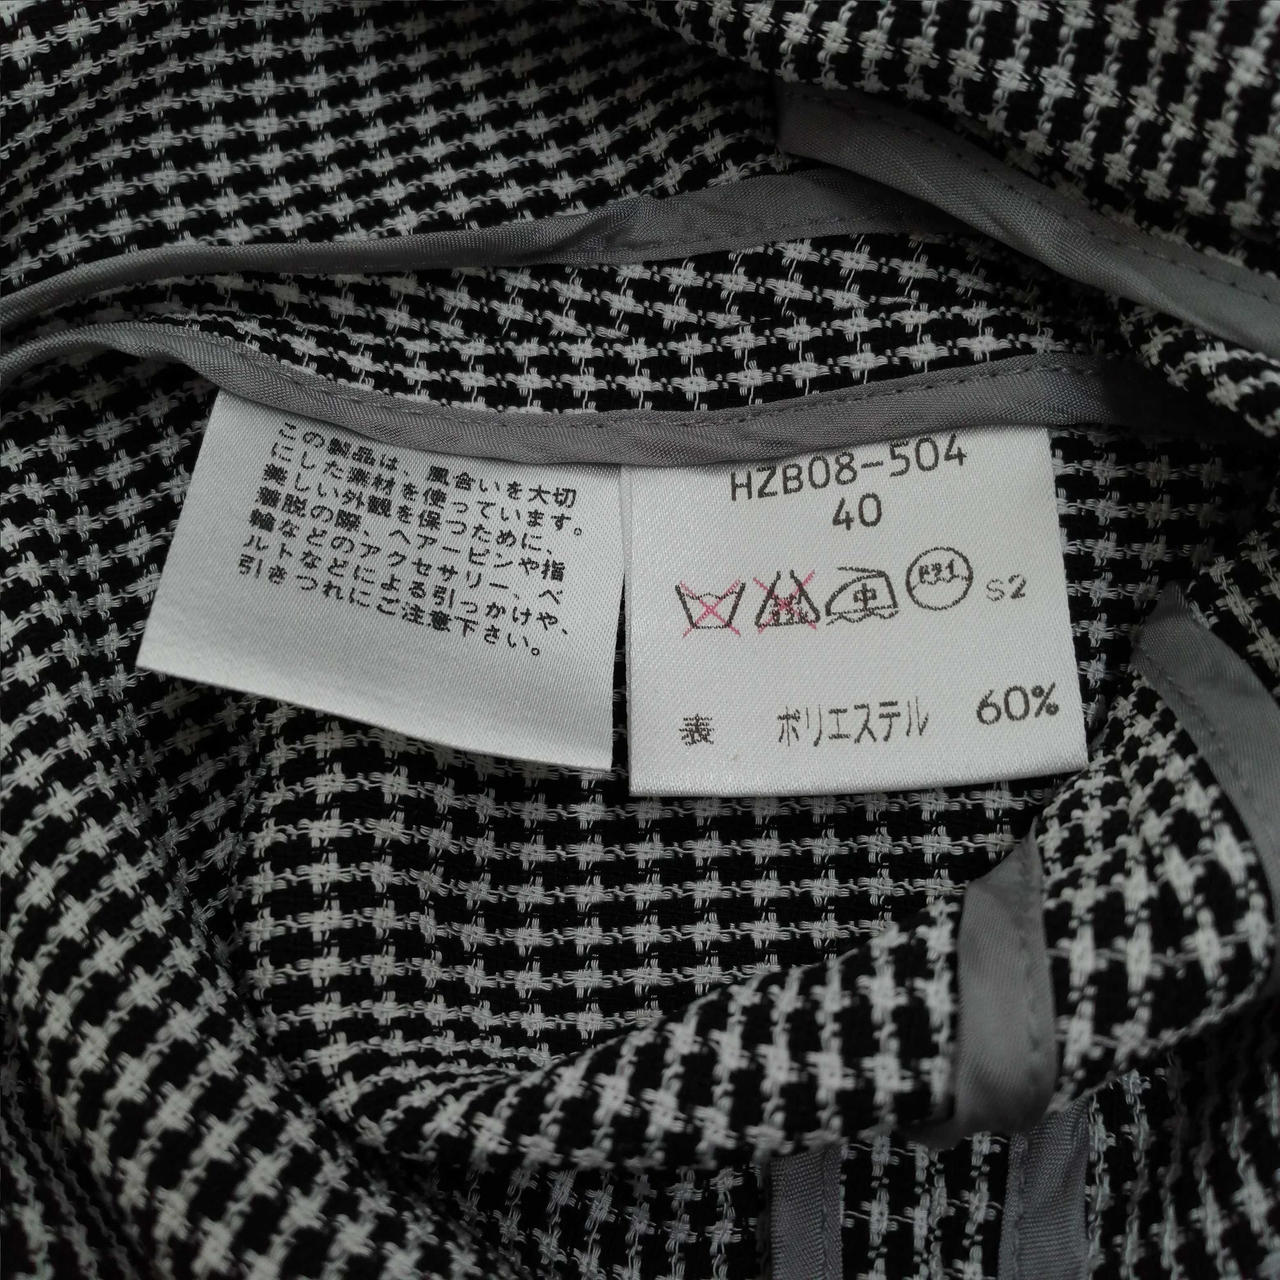 この製品は、風合いを大切
にした素材を使っています。
美しい外観を保つために、
着脱の際、ヘアーピンや指
輪などのアクセサリー、ベ
ルトなどによる引っかけや、
引きつれにご注意下さい。
HZB08-504
40
中 ドライ S2
表 ポリエステル 60%